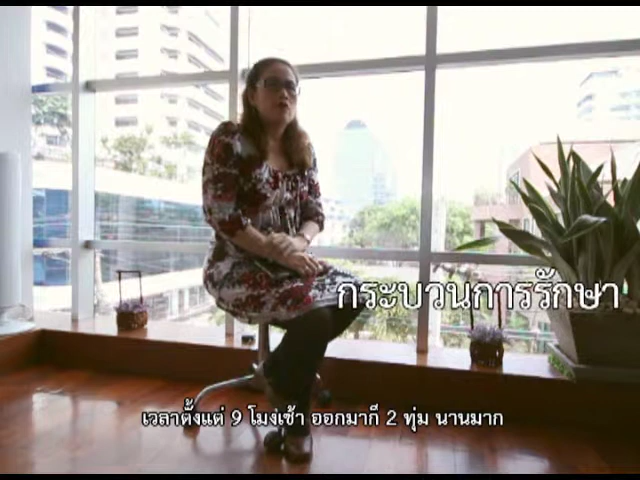 กระบวนการรักษา
เวลาตั้งแต่ 9 โมงเช้า ออกมาก็ 2 ทุ่ม นานมาก